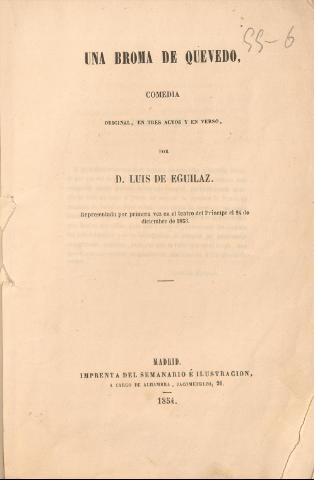 55-6
UNA BROMA DE QUEVEDO,
COMEDIA
ORIGINAL, EN TRES ACTOS Y EN VERSO,
POR
D. LUIS DE EGUILAZ.
Representada por primera vez en el teatro del Príncipe el 24 de
diciembre de 1853.
MADRID.
IMPRENTA DEL SEMANARIO É ILUSTRACION,
A CARGO DE ALHAMBRA, JACOMETREZO, 26.
1854.